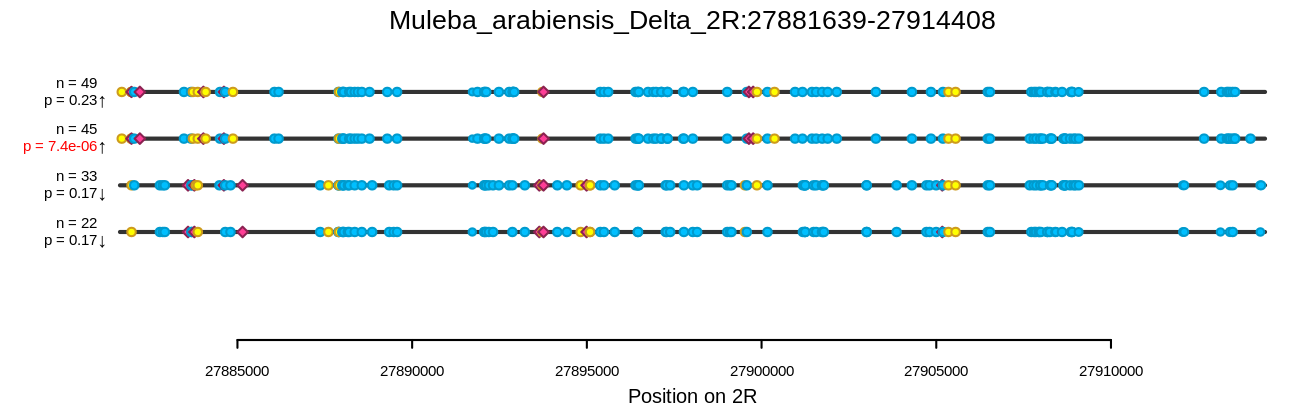 Muleba_arabiensis_Delta_2R:27881639-27914408
n = 49
p = 0.23↑
n = 45
p = 7.4e-06↑
n = 33
p = 0.17↓
n = 22
p = 0.17↓
27885000 27890000 27895000 27900000 27905000 27910000
Position on 2R